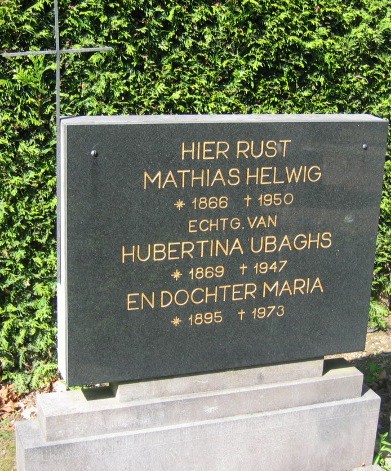 HIER RUST
MATHIAS HELWIG
* 1866 † 1950
ECHTG. VAN
HUBERTINA UBAGHS
* 1869 † 1947
EN DOCHTER MARIA
* 1895 † 1973